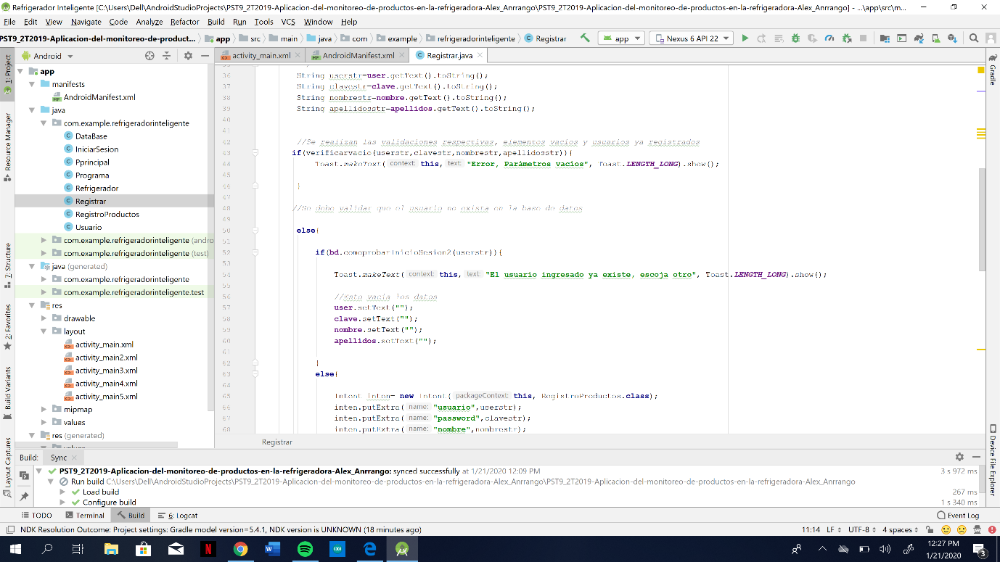 Refrigerador Inteligente [C:\Users\Dell\AndroidStudioProjects\PST9_2T2019-Aplicacion-del-monitoreo-de-productos-en-la-refrigeradora-Alex_Anrrango\PST9_2T2019-Aplicacion-del-monitoreo-de-productos-en-la-refrigeradora-Alex_Anrrango] - ...\app\src\m...
File Edit View Navigate Code Analyze Refactor Build Run Tools VCS Window Help
PST9_2T2019-Aplicacion-del-monitoreo-de-product... app src main java com example refrigeradorinteligente Registrar app Nexus 6 API 22
1: Project
Resource Manager
Z: Structure
2: Favorites
Build Variants
Layout Captures
Android
app
manifests
AndroidManifest.xml
java
com.example.refrigeradorinteligente
DataBase
IniciarSesion
Pprincipal
Programa
Refrigerador
Registrar
RegistroProductos
Usuario
com.example.refrigeradorinteligente (andro
com.example.refrigeradorinteligente (test)
java (generated)
com.example.refrigeradorinteligente
com.example.refrigeradorinteligente.test
res
drawable
layout
activity_main.xml
activity_main2.xml
activity_main3.xml
activity_main4.xml
activity_main5.xml
mipmap
values
res (generated)
activity_main.xml AndroidManifest.xml Registrar.java
36 String userstr=user.getText().toString();
37 String clavestr=clave.getText().toString();
38 String nombrestr=nombre.getText().toString();
39 String apellidosstr=apellidos.getText().toString();
40
41
42 //Se realizan las validaciones respectivas, elementos vacios y usuarios ya registrados
43 if(verificarvacio(userstr,clavestr,nombrestr,apellidosstr)){
44 Toast.makeText( context: this, text: "Error, Parámetros vacios", Toast.LENGTH_LONG).show();
45
46 }
47
48 //Se debe validar que el usuario no exista en la base de datos
49
50 else{
51
52 if(bd.comoprobarInicioSesion2(userstr)){
53
54 Toast.makeText( context: this, text: "El usuario ingresado ya existe, escoja otro", Toast.LENGTH_LONG).show();
55
56 //Esto vacia los datos
57 user.setText("");
58 clave.setText("");
59 nombre.setText("");
60 apellidos.setText("");
61
62 }
63 else{
64
65 Intent inten= new Intent( packageContext: this, RegistroProductos.class);
66 inten.putExtra( name: "usuario",userstr);
67 inten.putExtra( name: "password",clavestr);
68 inten.putExtra( name: "nombre",nombrestr);
Registrar
Gradle
Device File Explorer
Build: Sync
PST9_2T2019-Aplicacion-del-monitoreo-de-productos-en-la-refrigeradora-Alex_Anrrango: synced successfully at 1/21/2020 12:09 PM 3 s 972 ms
Run build C:\Users\Dell\AndroidStudioProjects\PST9_2T2019-Aplicacion-del-monitoreo-de-productos-en-la-refrigeradora-Alex_Anrrango\PST9_2T2019-Aplicacion-del-monitoreo-de-productos-en-la-refrigeradora-Alex_Anrrango
Load build 267 ms
Configure build 1 s 340 ms
TODO Terminal Build 6: Logcat Event Log
NDK Resolution Outcome: Project settings: Gradle model version=5.4.1, NDK version is UNKNOWN (18 minutes ago) 11:14 LF UTF-8 4 spaces
12:27 PM
1/21/2020
3